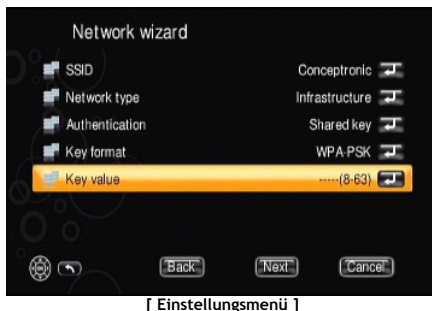 Network wizard
SSID Conceptronic
Network type Infrastructure
Authentication Shared key
Key format WPA-PSK
Key value -----(8-63)
OK Back Next Cancel
[ Einstellungsmenü ]